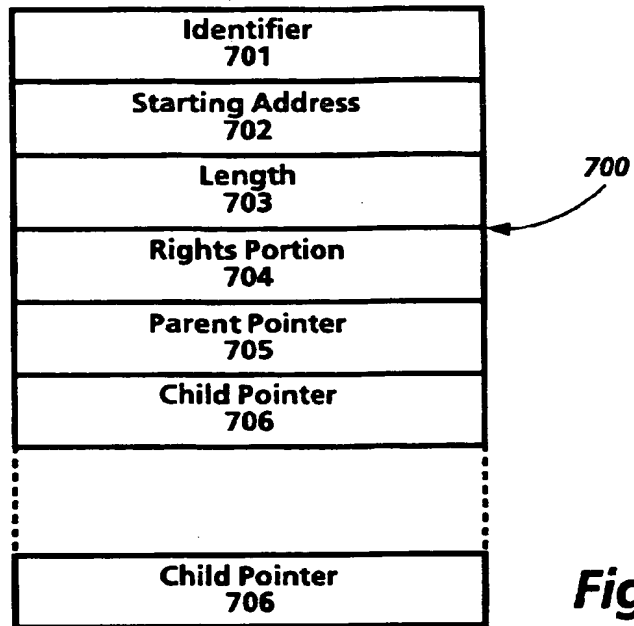 Identifier
701
Starting Address
702
Length
703
700
Rights Portion
704
Parent Pointer
705
Child Pointer
706
Child Pointer
706
Fig